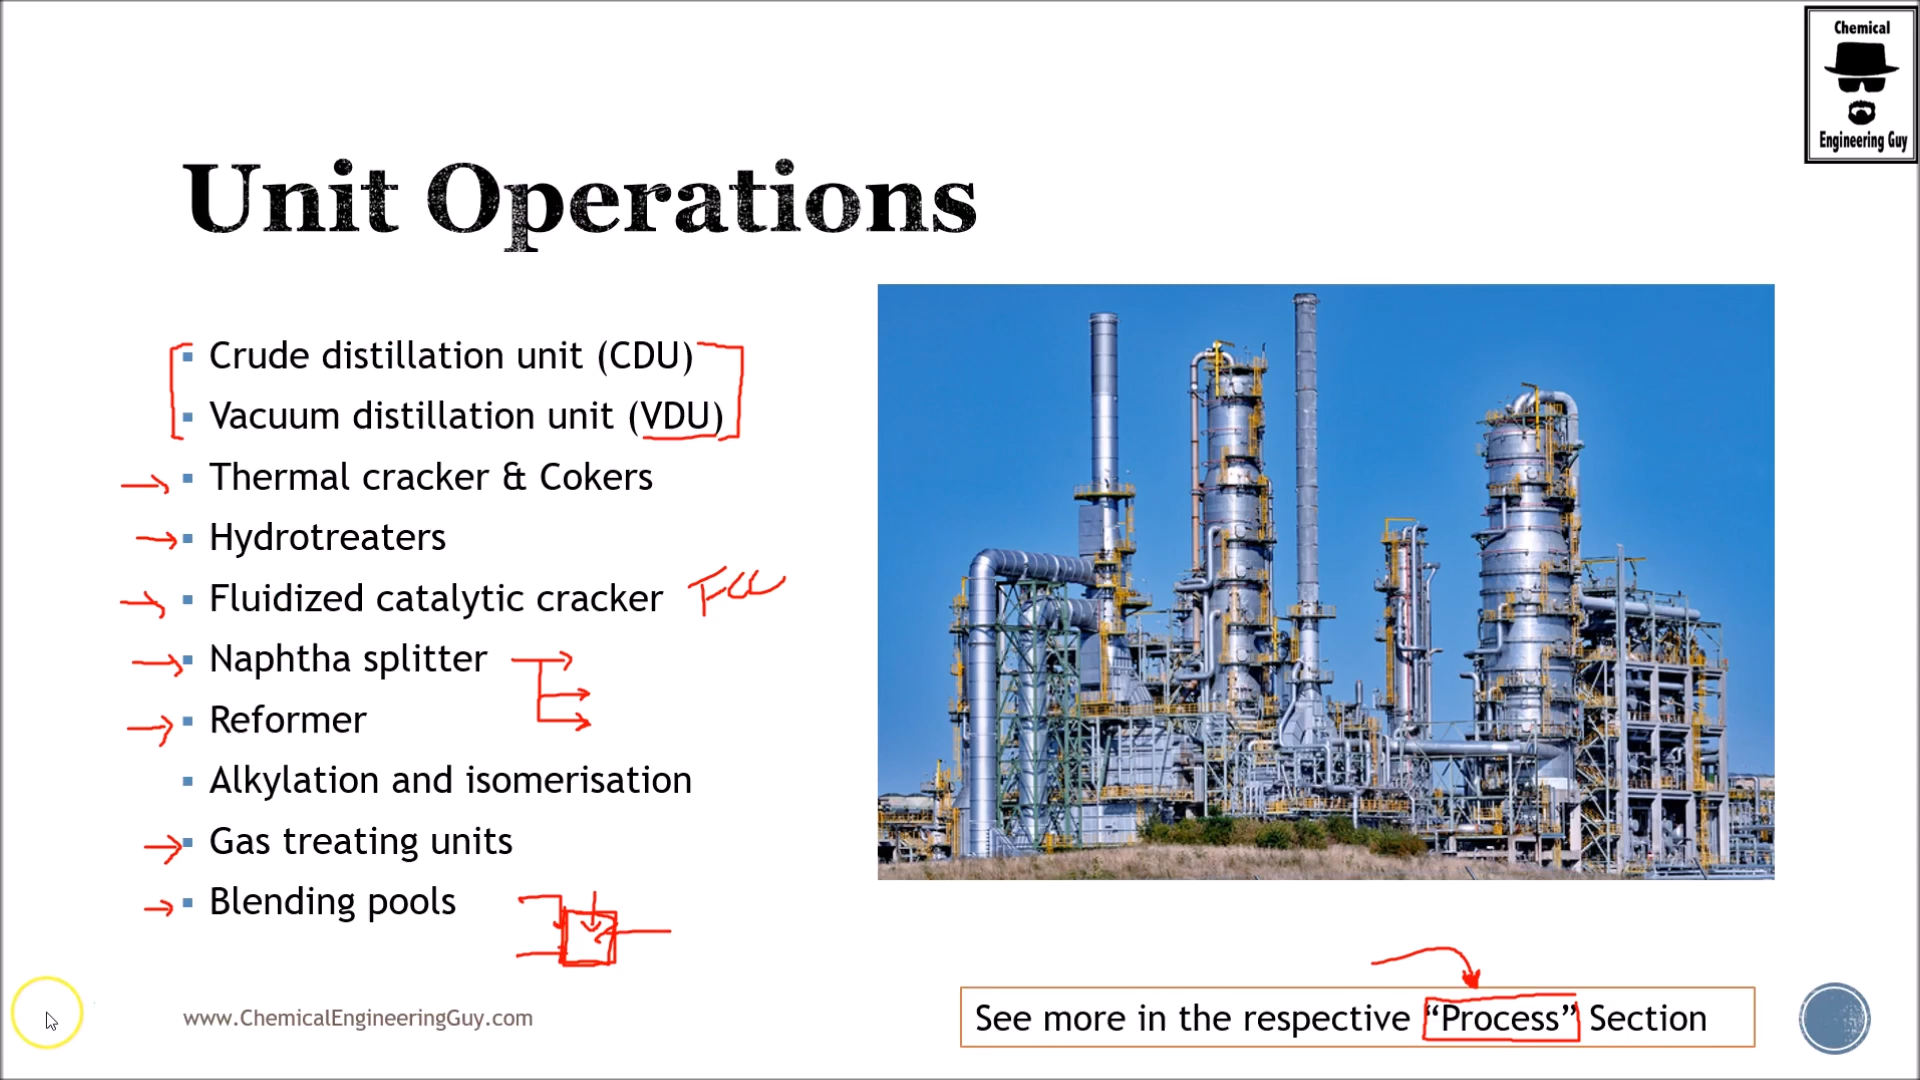 Chemical
Engineering Guy
Unit Operations
Crude distillation unit (CDU)
Vacuum distillation unit (VDU)
Thermal cracker & Cokers
Hydrotreaters
Fluidized catalytic cracker FCC
Naphtha splitter
Reformer
Alkylation and isomerisation
Gas treating units
Blending pools
www.ChemicalEngineeringGuy.com
See more in the respective “Process” Section